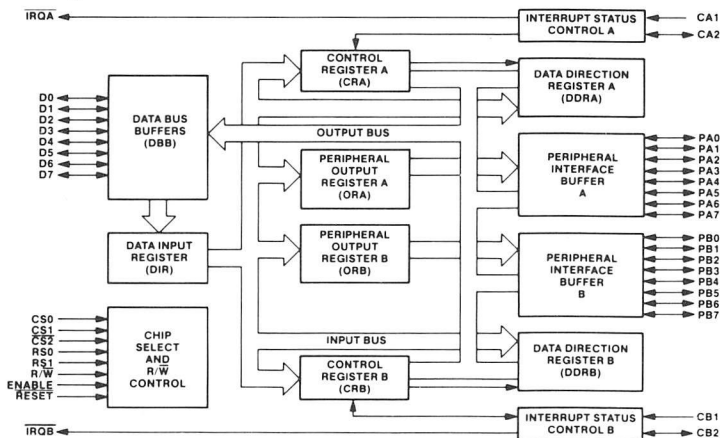 IRQA
INTERRUPT STATUS
CONTROL A
CA1
CA2
CONTROL
REGISTER A
(CRA)
DATA DIRECTION
REGISTER A
(DDRA)
D0
D1
D2
D3
D4
D5
D6
D7
DATA BUS
BUFFERS
(DBB)
OUTPUT BUS
PERIPHERAL
OUTPUT
REGISTER A
(ORA)
PERIPHERAL
INTERFACE
BUFFER
A
PA0
PA1
PA2
PA3
PA4
PA5
PA6
PA7
DATA INPUT
REGISTER
(DIR)
PERIPHERAL
OUTPUT
REGISTER B
(ORB)
PERIPHERAL
INTERFACE
BUFFER
B
PB0
PB1
PB2
PB3
PB4
PB5
PB6
PB7
CS0
CS1
CS2
RS0
RS1
R/W
ENABLE
RESET
CHIP
SELECT
AND
R/W
CONTROL
INPUT BUS
CONTROL
REGISTER B
(CRB)
DATA DIRECTION
REGISTER B
(DDRB)
IRQB
INTERRUPT STATUS
CONTROL B
CB1
CB2